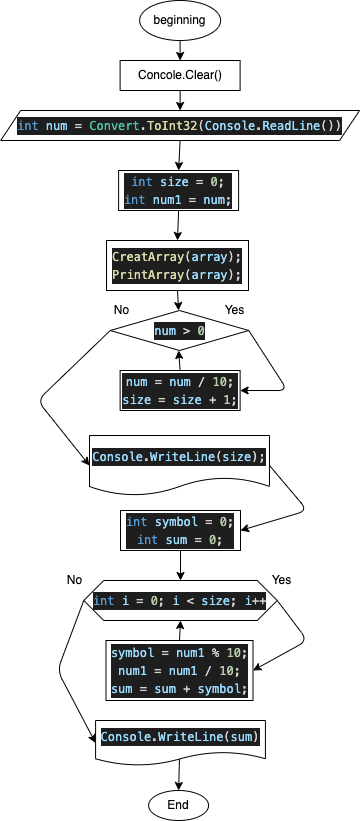 beginning
Concole.Clear()
int num = Convert.ToInt32(Console.ReadLine())
int size = 0;
int num1 = num;
CreatArray(array);
PrintArray(array);
No
Yes
num > 0
num = num / 10;
size = size + 1;
Console.WriteLine(size);
int symbol = 0;
int sum = 0;
No
Yes
int i = 0; i < size; i++
symbol = num1 % 10;
num1 = num1 / 10;
sum = sum + symbol;
Console.WriteLine(sum)
End